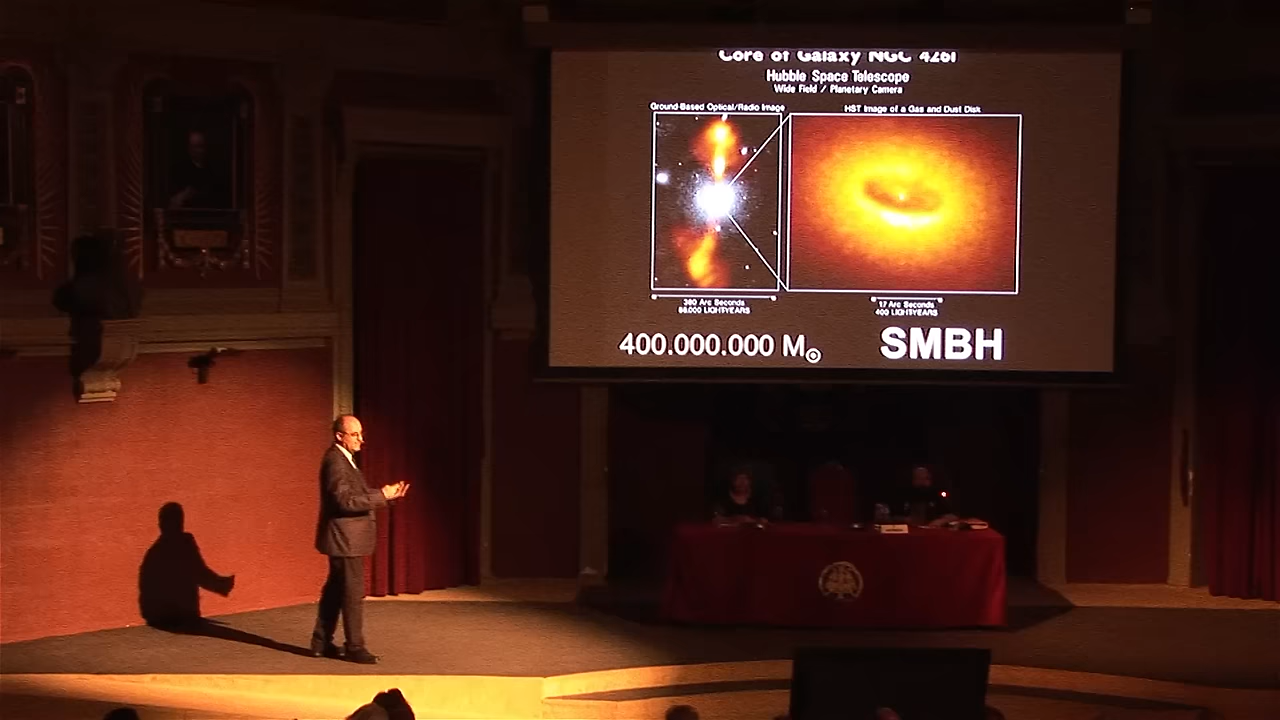 Core of Galaxy NGC 4261
Hubble Space Telescope
Wide Field / Planetary Camera
Ground-Based Optical/Radio Image
HST Image of a Gas and Dust Disk
380 Arc Seconds
88,000 LIGHTYEARS
17 Arc Seconds
400 LIGHTYEARS
400.000.000 M⊙
SMBH